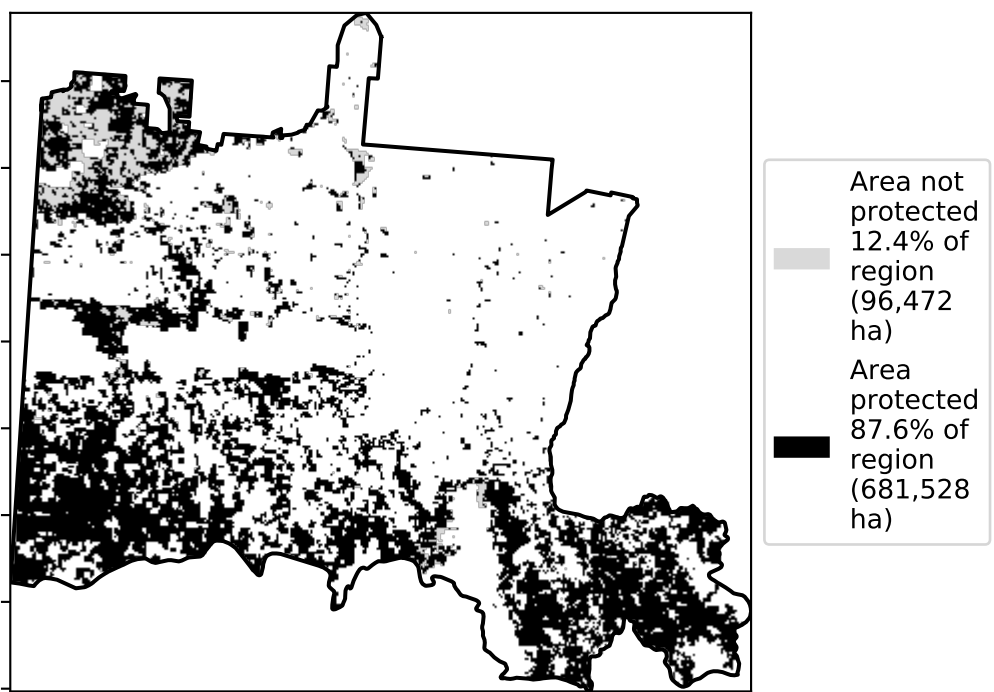 Area not
protected
12.4% of
region
(96,472
ha)
Area
protected
87.6% of
region
(681,528
ha)